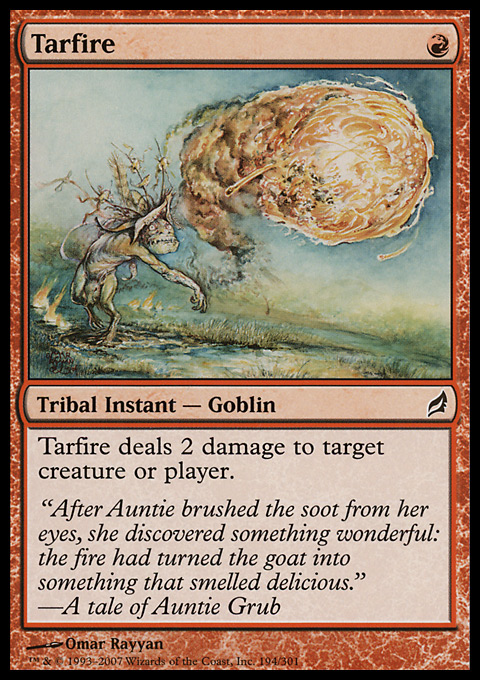 Tarfire
Tribal Instant — Goblin
Tarfire deals 2 damage to target
creature or player.
“After Auntie brushed the soot from her
eyes, she discovered something wonderful:
the fire had turned the goat into
something that smelled delicious.”
—A tale of Auntie Grub
Omar Rayyan
™ & © 1993–2007 Wizards of the Coast, Inc. 194/301